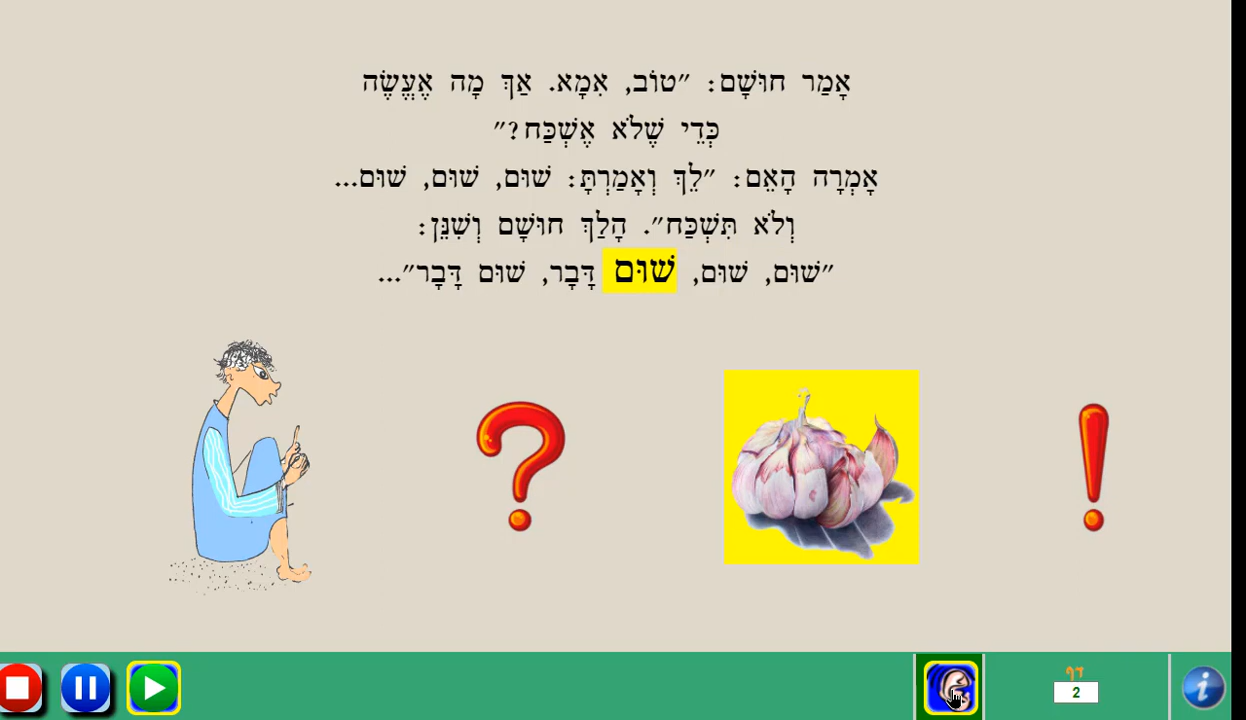 אָמַר חוּשָׁם: ״טוֹב, אִמָא. אַךְ מָה אֶעֱשֶׂה
כְּדֵי שֶׁלֹא אֶשְׁכַּח?״
אָמְרָה הָאֵם: ״לֵךְ וְאָמַרְתָּ: שׁוּם, שׁוּם, שׁוּם...
וְלֹא תִּשְׁכַּח״. הָלַךְ חוּשָׁם וְשִׁנֵּן:
״שׁוּם, שׁוּם, שׁוּם דָּבָר, שׁוּם דָּבָר״...
דף
2